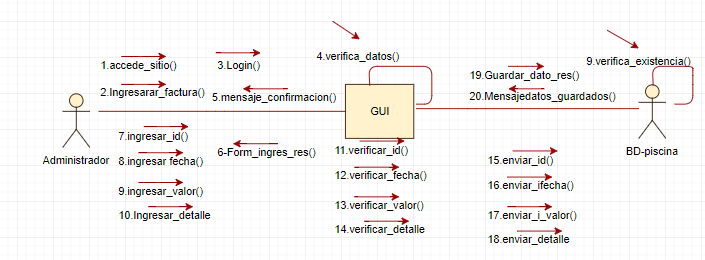 4.verifica_datos()
1.accede_sitio()
3.Login()
9.verifica_existencia()
19.Guardar_dato_res()
2.Ingresarar_factura()
5.mensaje_confirmacion()
20.Mensajedatos_guardados()
GUI
7.ingresar_id()
Administrador
8.ingresar fecha()
6-Form_ingres_res()
11.verificar_id()
15.enviar_id()
BD-piscina
12.verificar_fecha()
16.enviar_ifecha()
9.ingresar_valor()
13.verificar_valor()
17.enviar_i_valor()
10.Ingresar_detalle
14.verificar_detalle
18.enviar_detalle